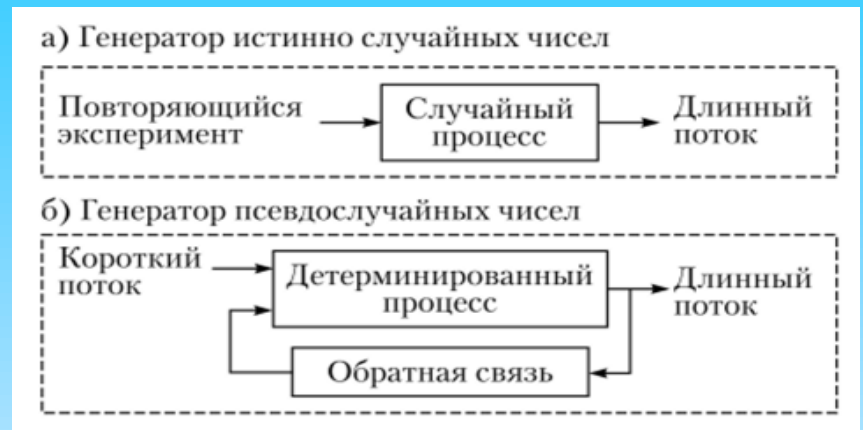 а) Генератор истинно случайных чисел
Повторяющийся
эксперимент
Случайный
процесс
Длинный
поток
б) Генератор псевдослучайных чисел
Короткий
поток
Детерминированный
процесс
Длинный
поток
Обратная связь